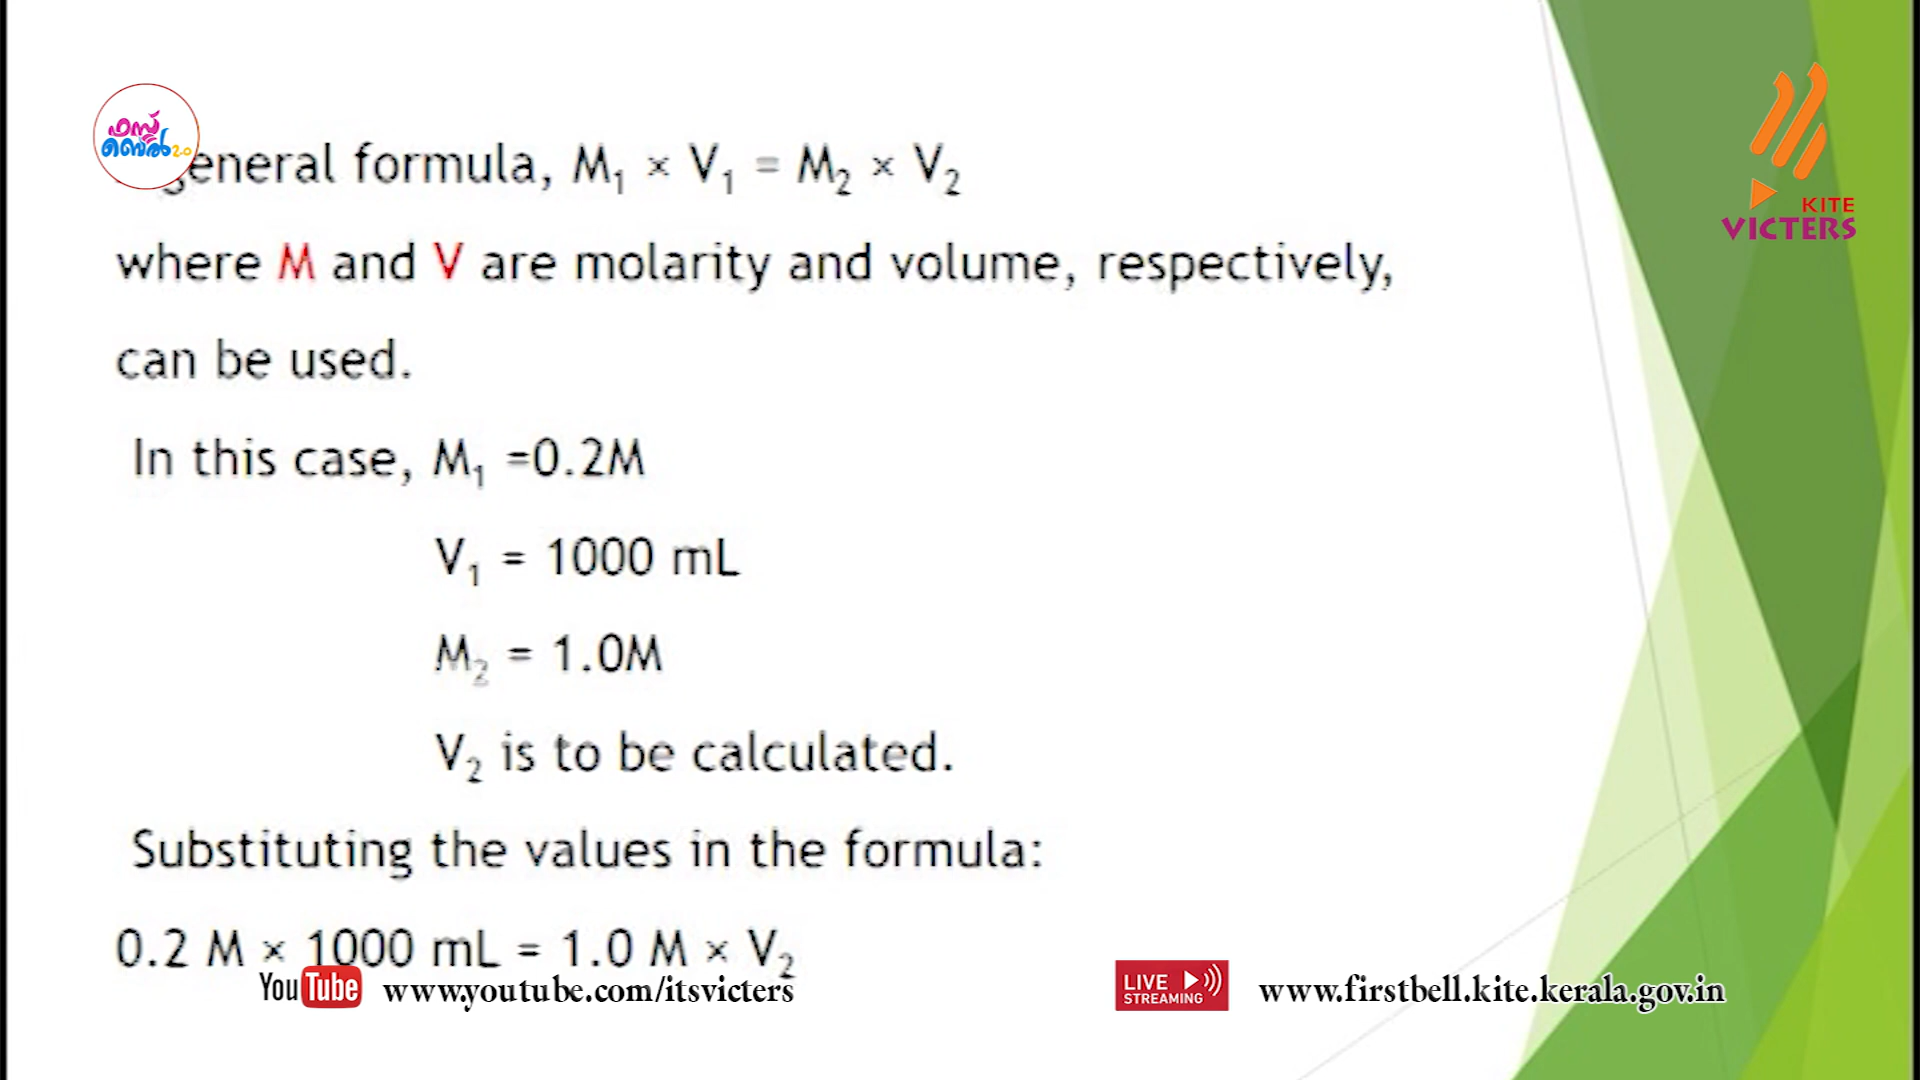 ഫസ്റ്റ്
ബെൽ 2.0
general formula, M₁ × V₁ = M₂ × V₂
KITE
VICTERS
where M and V are molarity and volume, respectively,
can be used.
In this case, M₁ =0.2M
V₁ = 1000 mL
M₂ = 1.0M
V₂ is to be calculated.
Substituting the values in the formula:
0.2 M × 1000 mL = 1.0 M × V₂
YouTube www.youtube.com/itsvicters
LIVE STREAMING www.firstbell.kite.kerala.gov.in